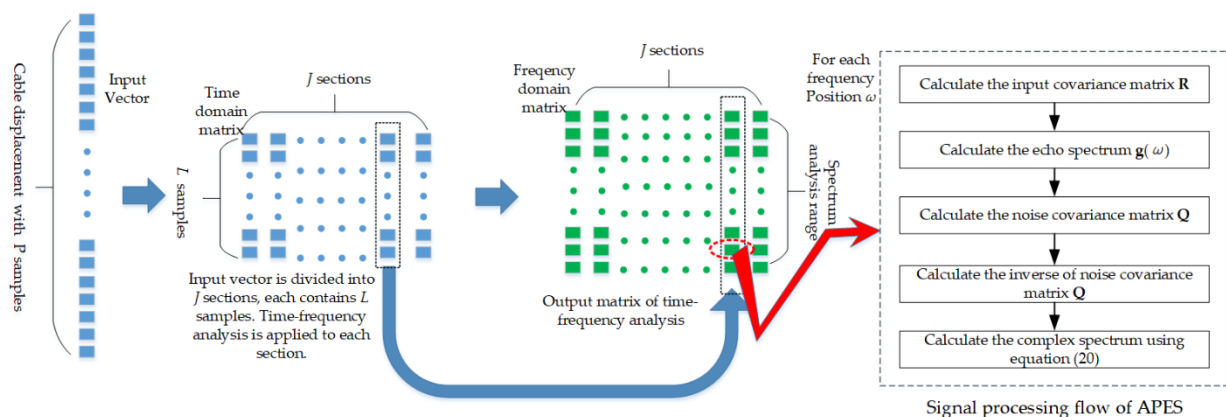 Cable displacement with P samples
Input
Vector
J sections
Time
domain
matrix
L samples
Input vector is divided into
J sections, each contains L
samples. Time-frequency
analysis is applied to each
section.
J sections
Freqency
domain
matrix
Spectrum
analysis range
Output matrix of time-
frequency analysis
For each
frequency
Position ω
Calculate the input covariance matrix R
Calculate the echo spectrum g( ω)
Calculate the noise covariance matrix Q
Calculate the inverse of noise covariance
matrix Q
Calculate the complex spectrum using
equation (20)
Signal processing flow of APES